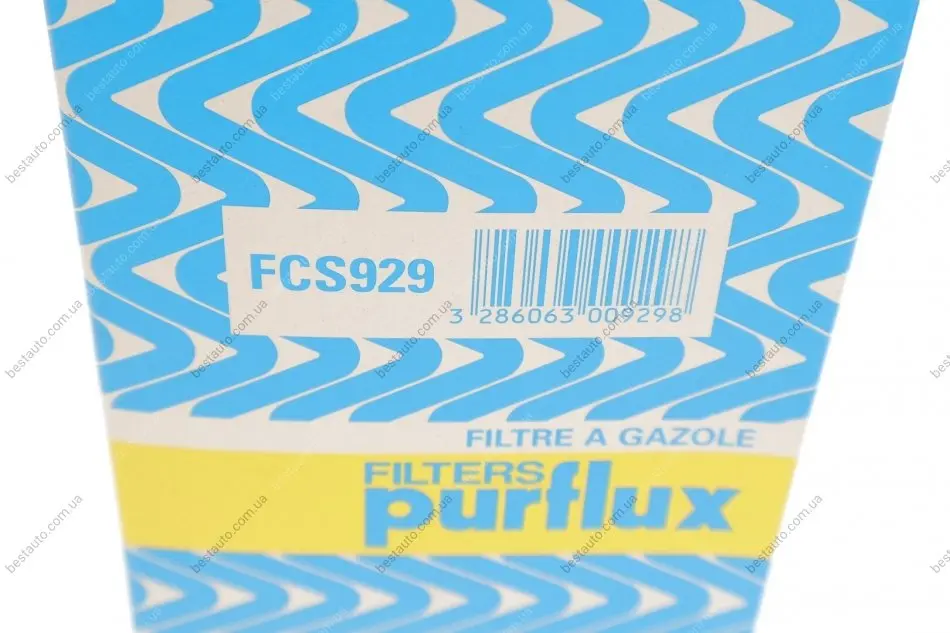 FCS929
3 286063 009298
FILTRE A GAZOLE
FILTERS
purflux
bestauto.com.ua